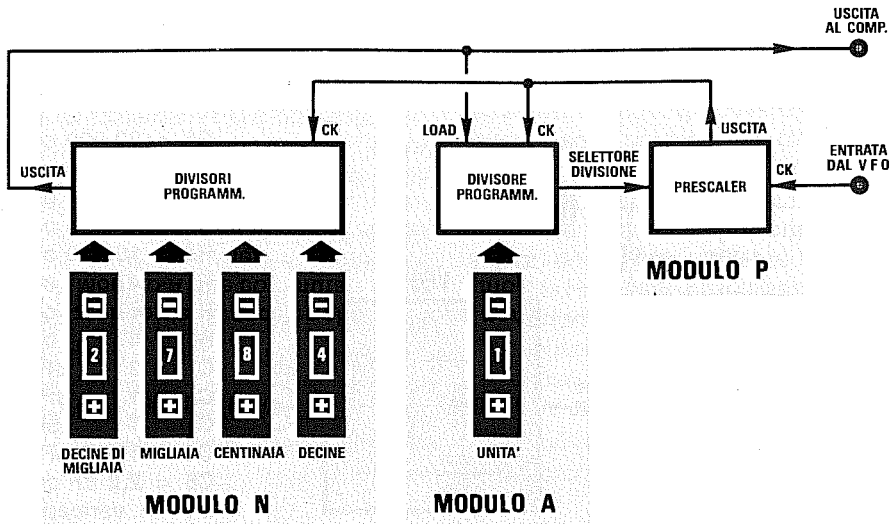 USCITA
AL COMP.
CK
LOAD
CK
USCITA
ENTRATA
DAL VFO
USCITA
DIVISORI
PROGRAMM.
DIVISORE
PROGRAMM.
SELETTORE
DIVISIONE
PRESCALER
CK
MODULO P
2
7
8
4
1
DECINE DI
MIGLIAIA
MIGLIAIA
CENTINAIA
DECINE
UNITA'
MODULO N
MODULO A